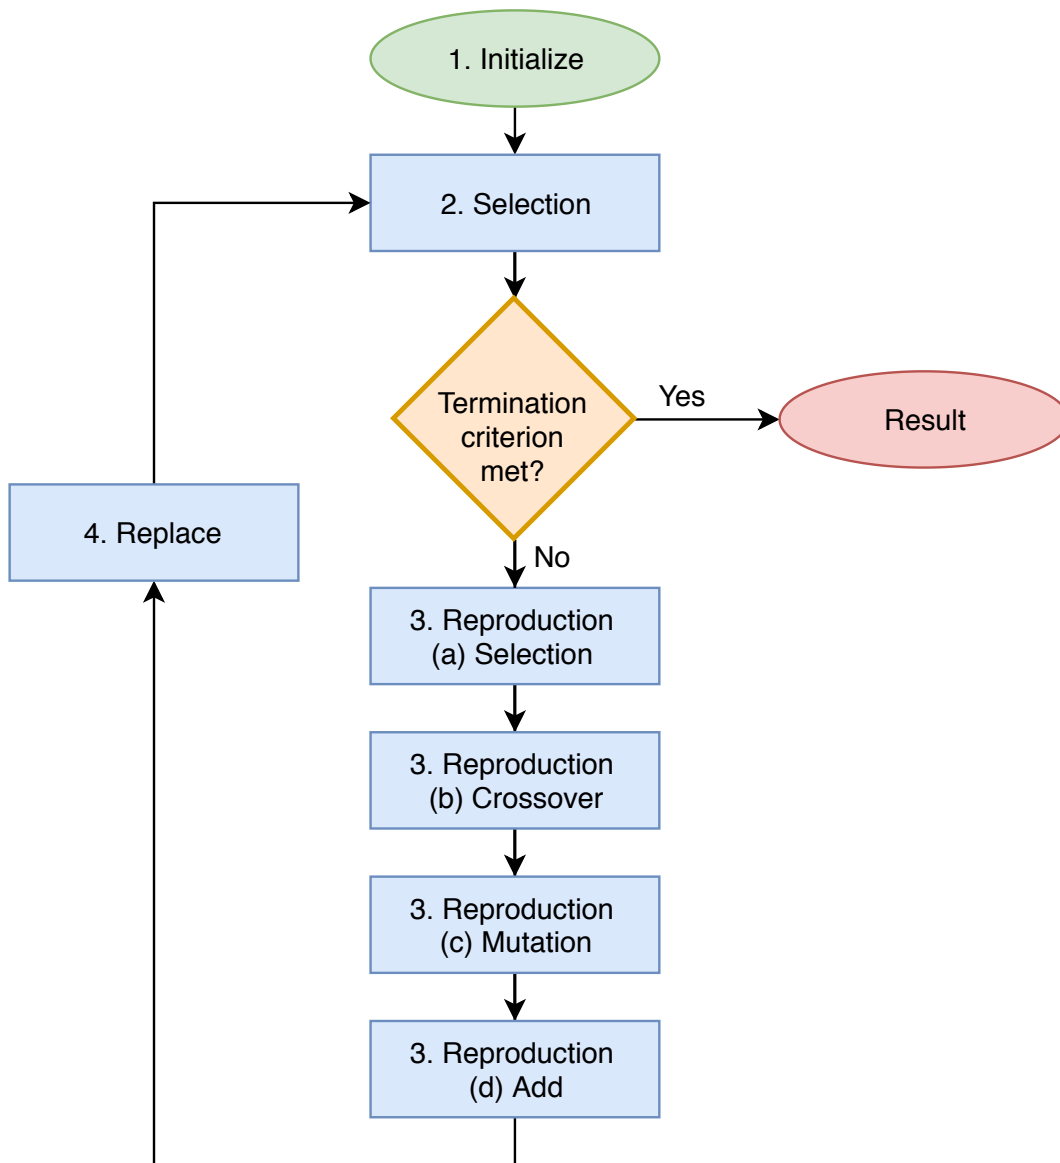 1. Initialize
2. Selection
Termination
criterion
met?
Yes
Result
4. Replace
No
3. Reproduction
(a) Selection
3. Reproduction
(b) Crossover
3. Reproduction
(c) Mutation
3. Reproduction
(d) Add